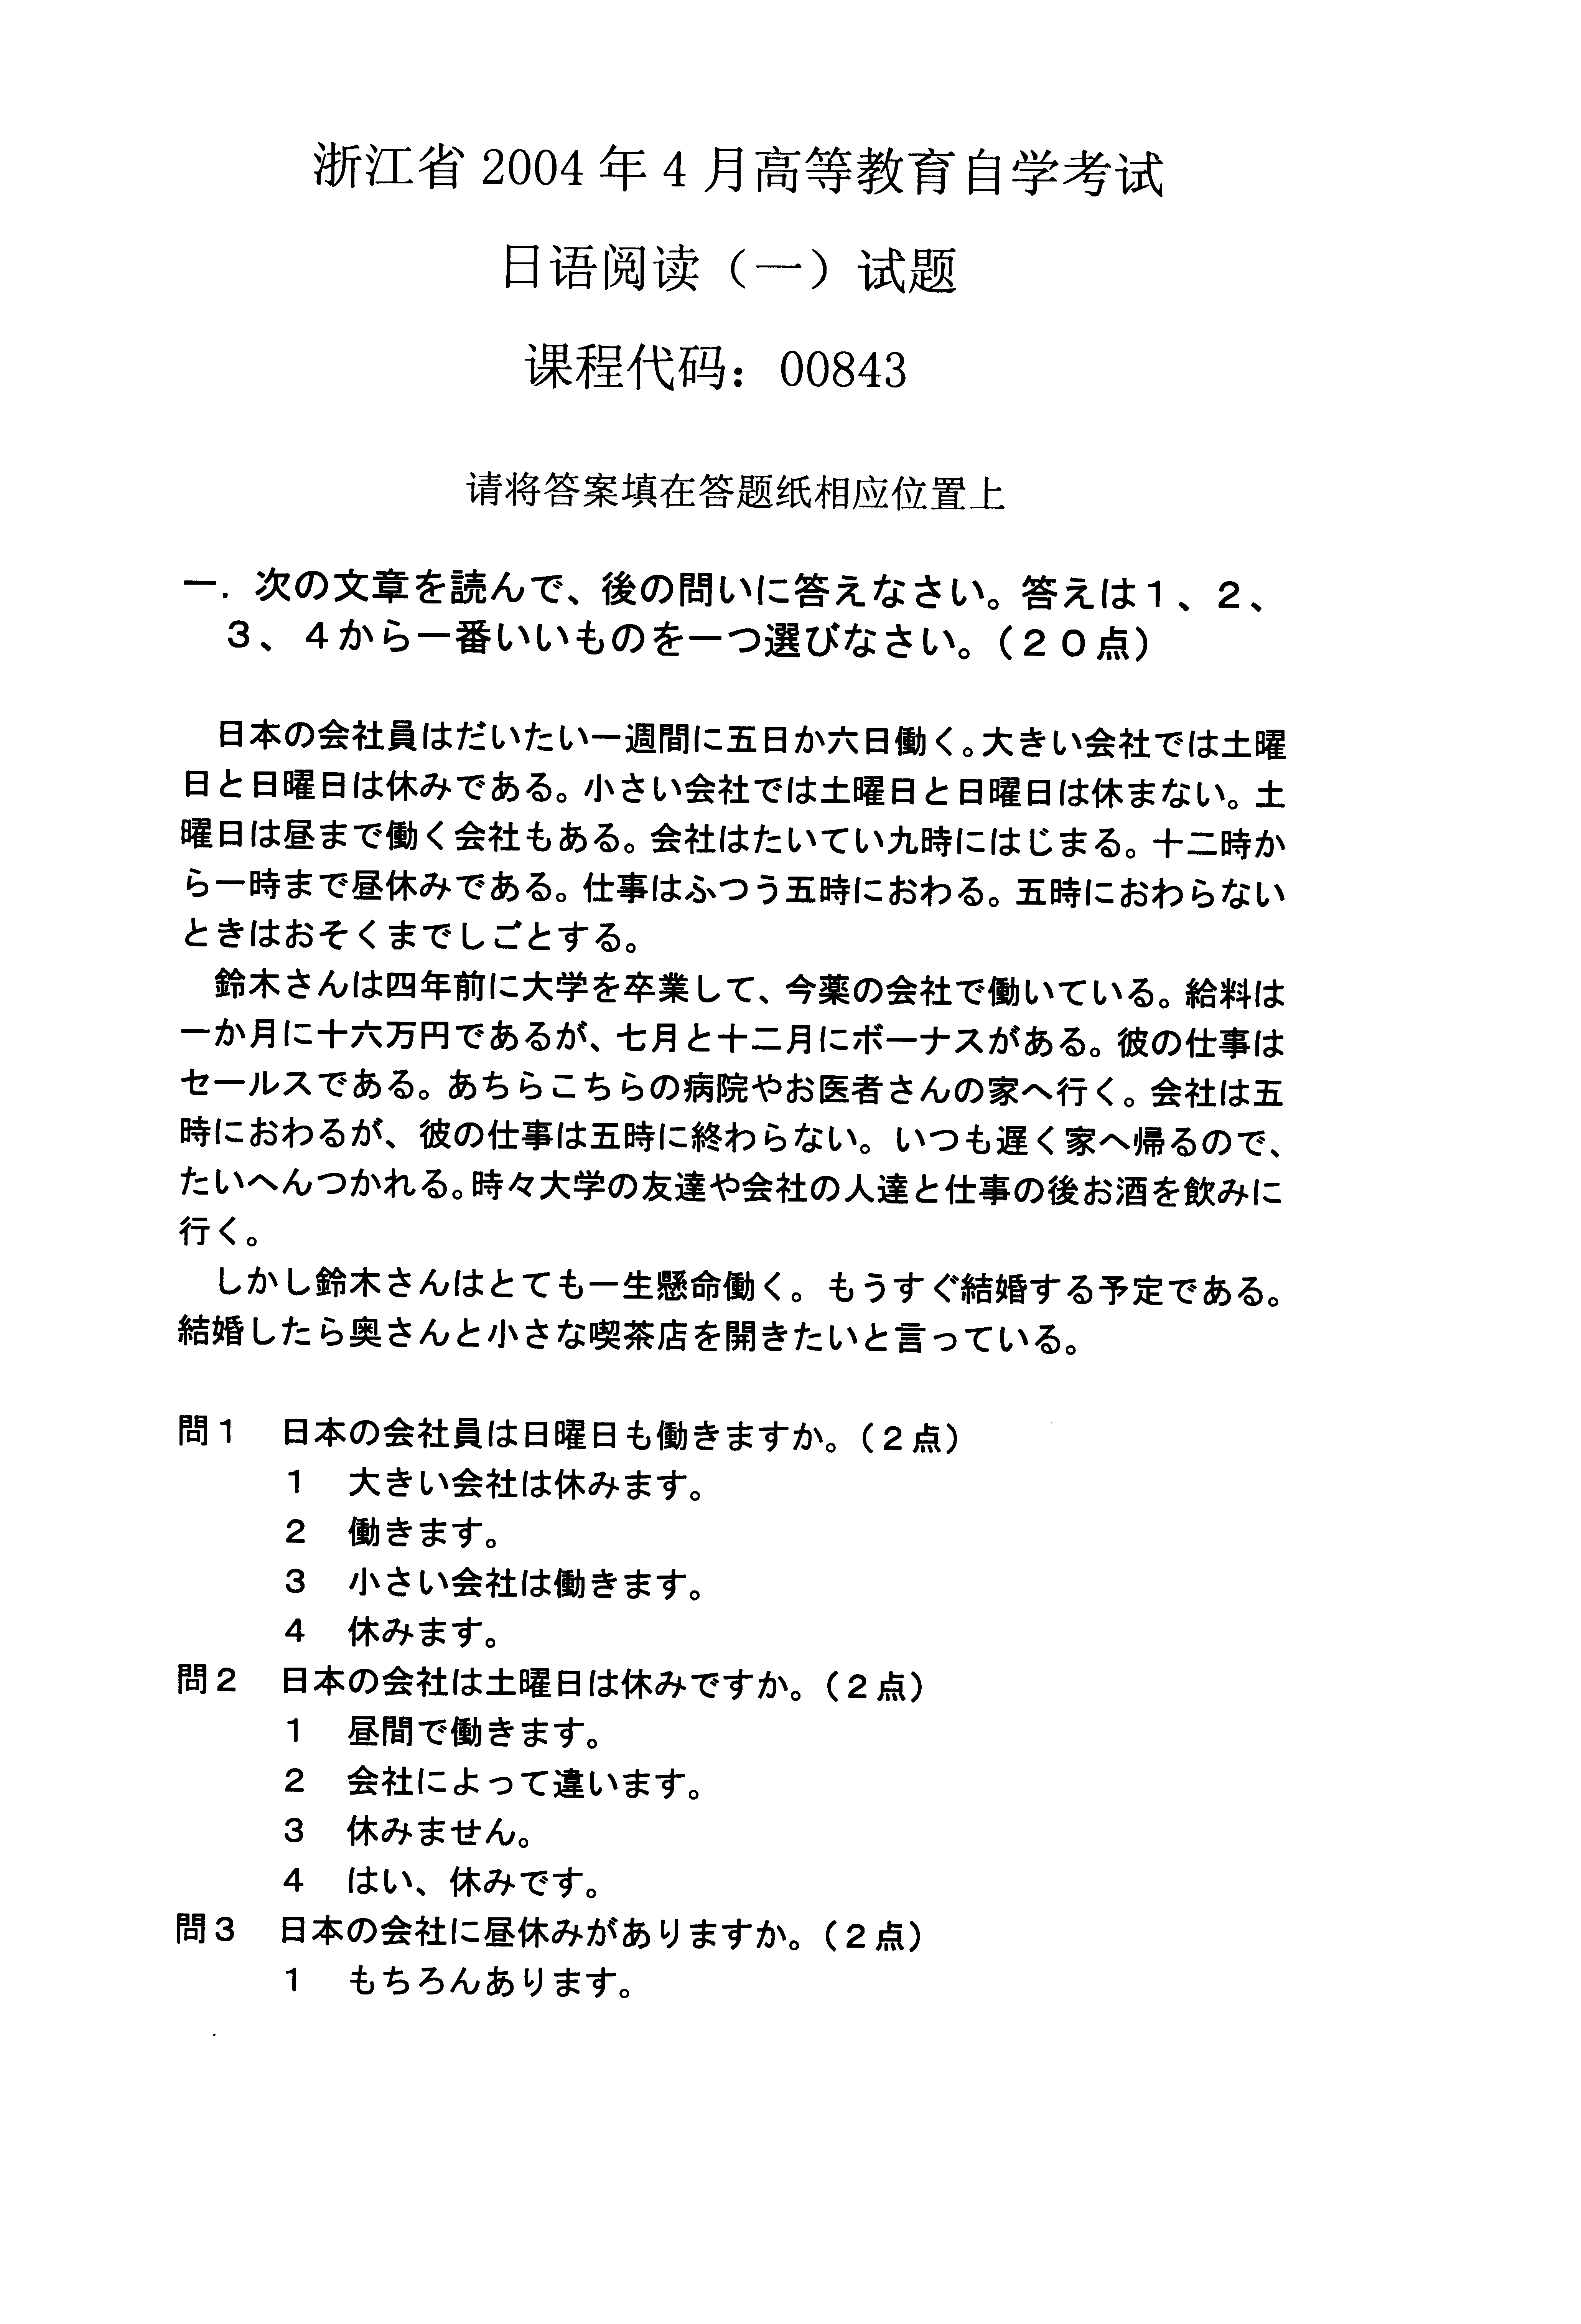 浙江省 2004 年 4 月高等教育自学考试
日语阅读（一）试题
课程代码：00843
请将答案填在答题纸相应位置上
一．次の文章を読んで、後の問いに答えなさい。答えは１、２、
３、４から一番いいものを一つ選びなさい。（２０点）
日本の会社員はだいたい一週間に五日か六日働く。大きい会社では土曜
日と日曜日は休みである。小さい会社では土曜日と日曜日は休まない。土
曜日は昼まで働く会社もある。会社はたいてい九時にはじまる。十二時か
ら一時まで昼休みである。仕事はふつう五時におわる。五時におわらない
ときはおそくまでしごとする。
鈴木さんは四年前に大学を卒業して、今薬の会社で働いている。給料は
一か月に十六万円であるが、七月と十二月にボーナスがある。彼の仕事は
セールスである。あちらこちらの病院やお医者さんの家へ行く。会社は五
時におわるが、彼の仕事は五時に終わらない。いつも遅く家へ帰るので、
たいへんつかれる。時々大学の友達や会社の人達と仕事の後お酒を飲みに
行く。
しかし鈴木さんはとても一生懸命働く。もうすぐ結婚する予定である。
結婚したら奥さんと小さな喫茶店を開きたいと言っている。
問１　日本の会社員は日曜日も働きますか。（２点）
１　大きい会社は休みます。
２　働きます。
３　小さい会社は働きます。
４　休みます。
問２　日本の会社は土曜日は休みですか。（２点）
１　昼間で働きます。
２　会社によって違います。
３　休みません。
４　はい、休みです。
問３　日本の会社に昼休みがありますか。（２点）
１　もちろんあります。